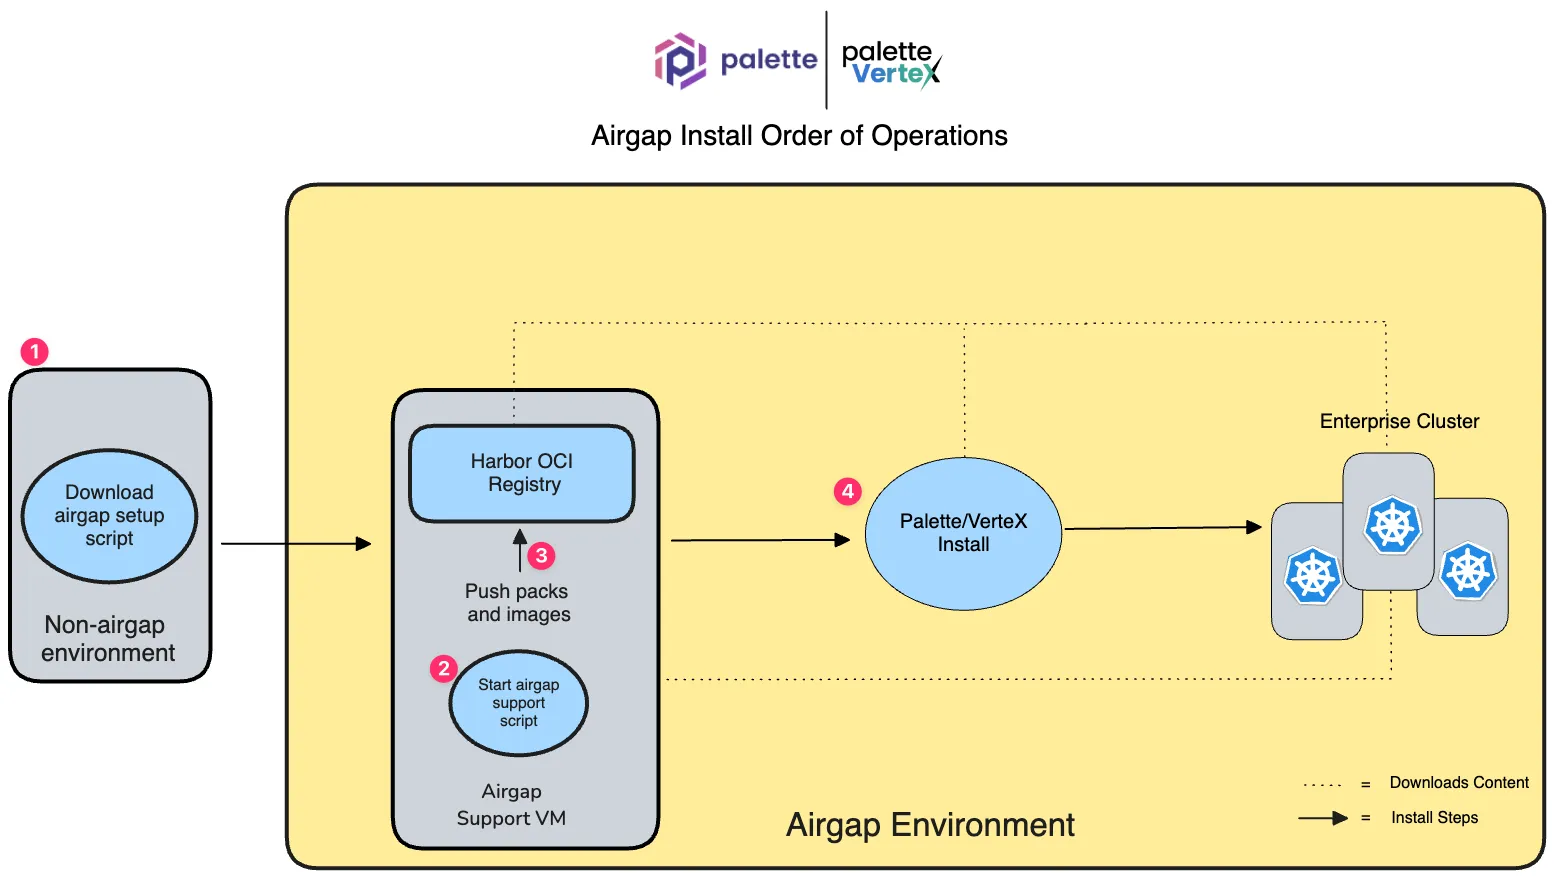 palette
palette
VerteX
Airgap Install Order of Operations
1
Download
airgap setup
script
Non-airgap
environment
Harbor OCI
Registry
3
Push packs
and images
2
Start airgap
support
script
Airgap
Support VM
4
Palette/VerteX
Install
Enterprise Cluster
Airgap Environment
= Downloads Content
= Install Steps